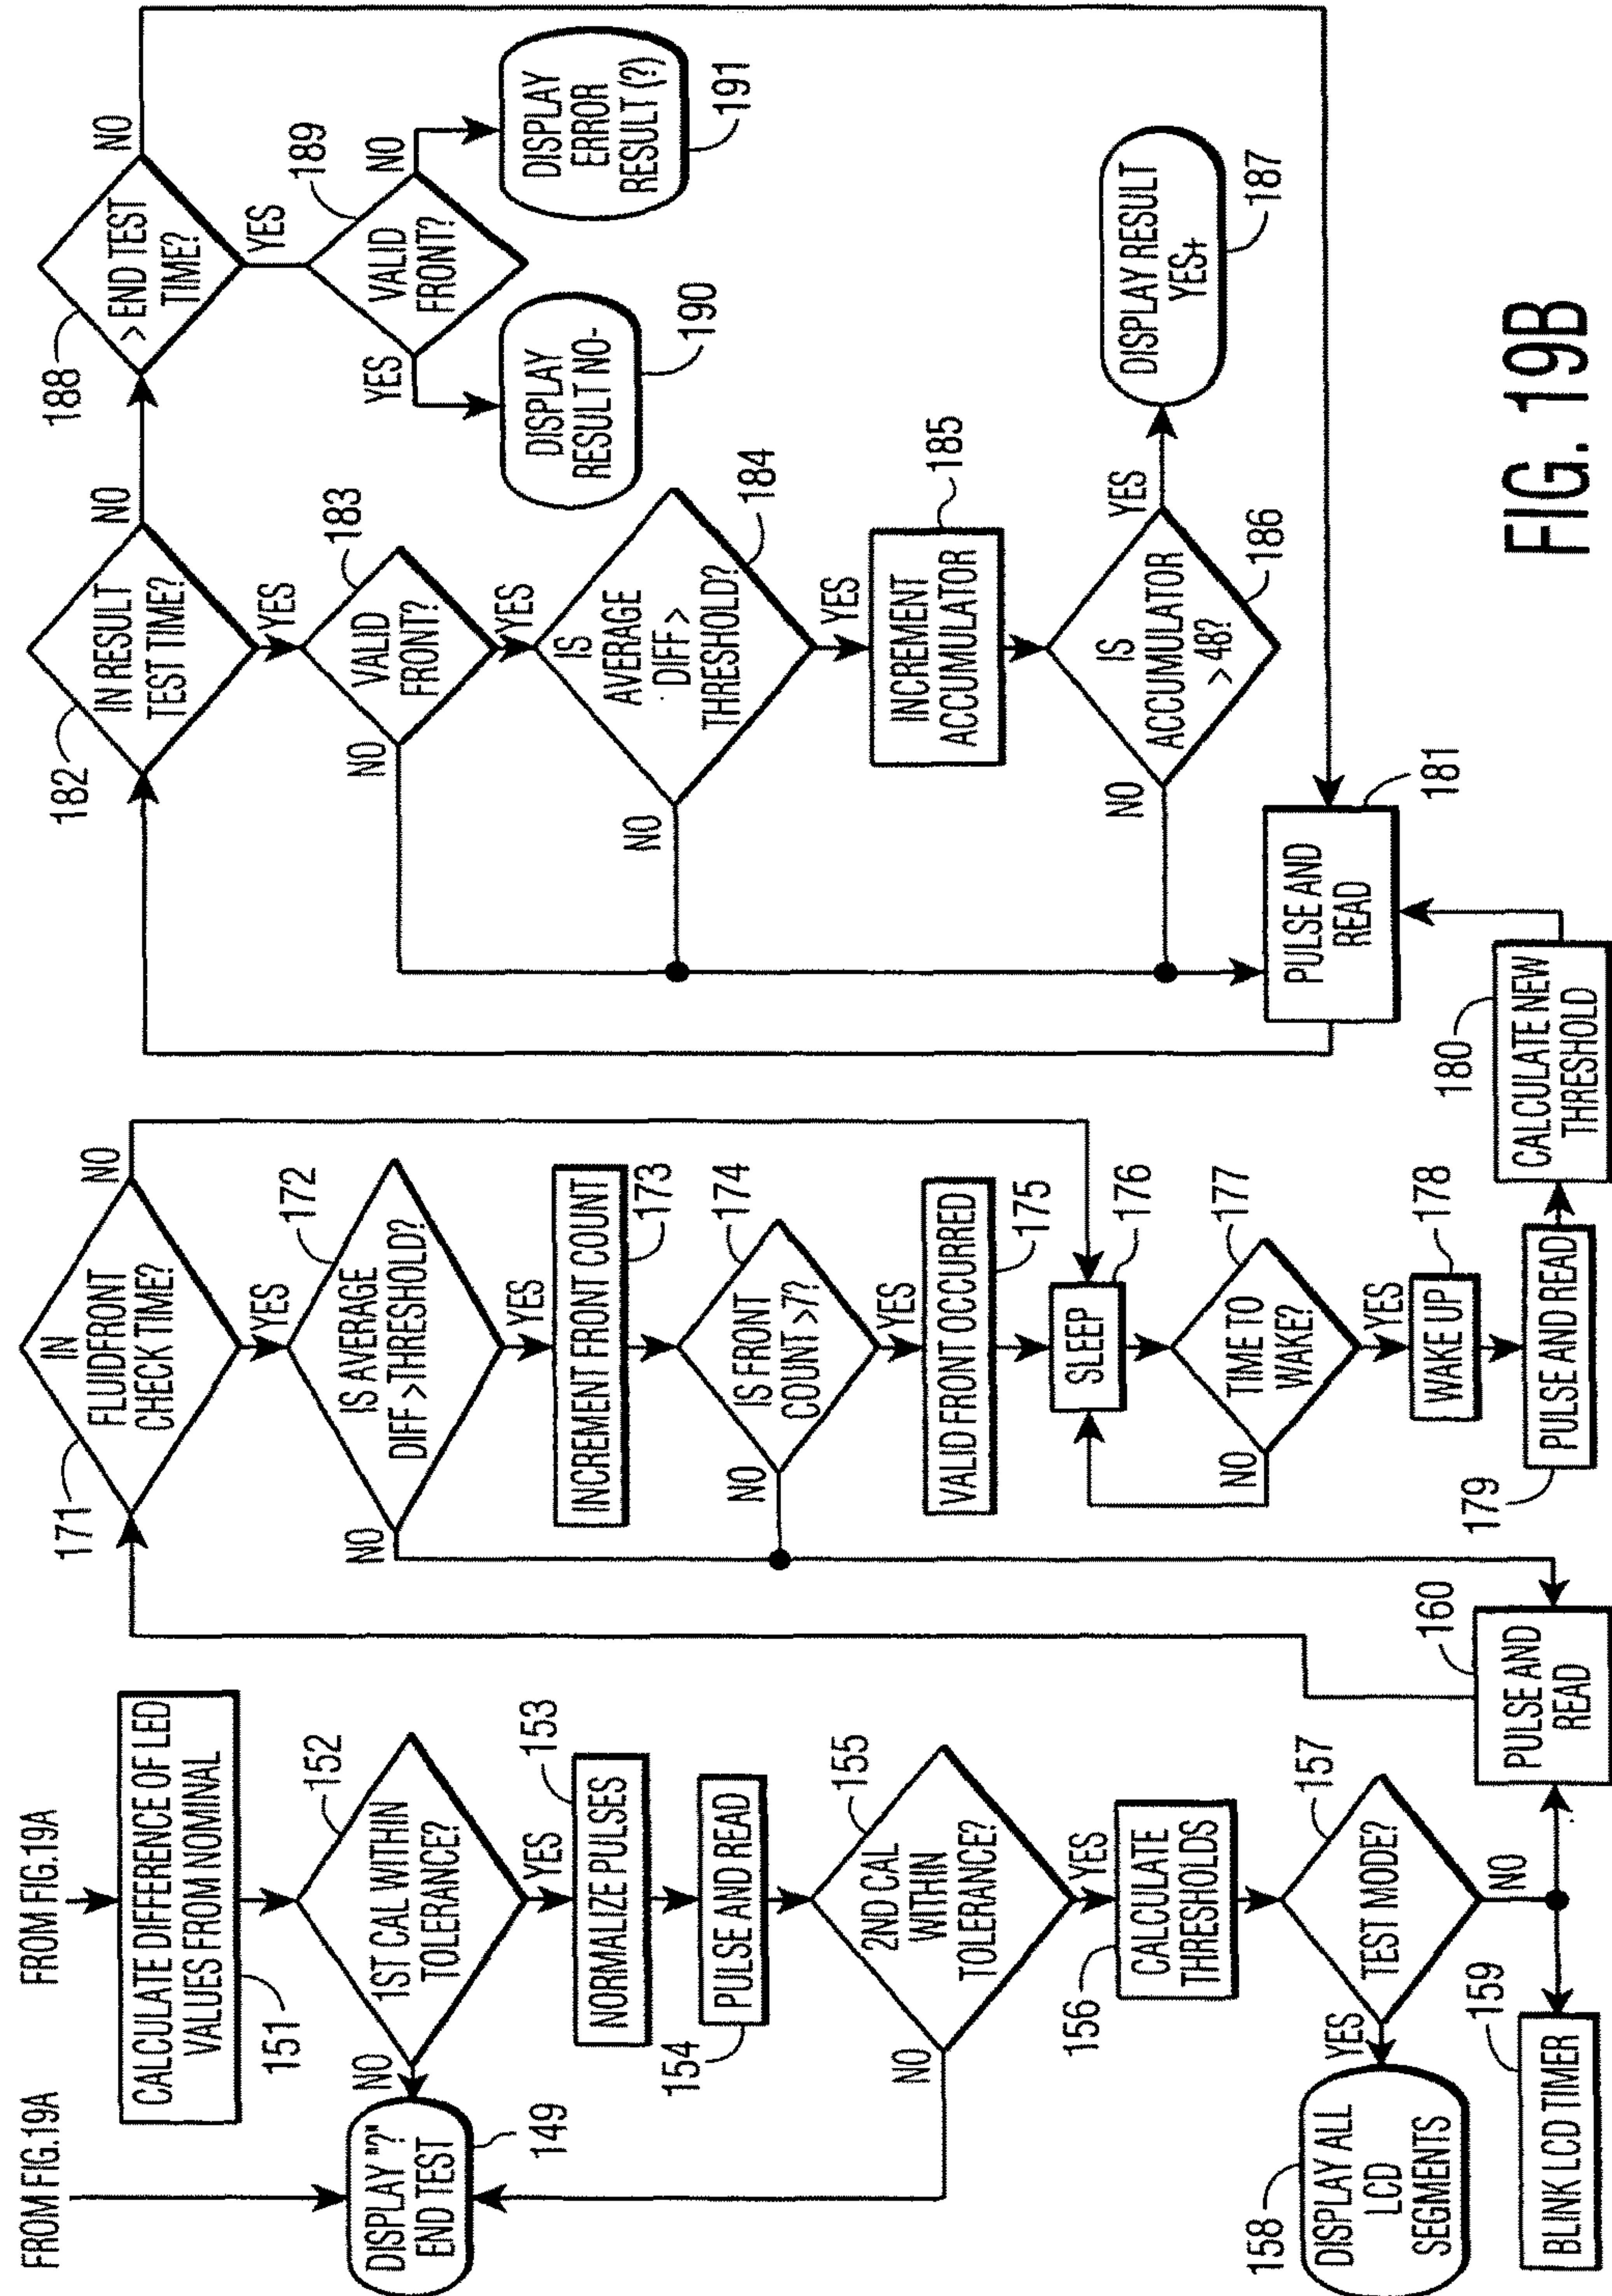 FROM FIG.19A
FROM FIG.19A
CALCULATE DIFFERENCE OF LED
VALUES FROM NOMINAL
151
1ST CAL WITHIN
TOLERANCE?
152
NO
YES
DISPLAY "?"
END TEST
149
NORMALIZE PULSES
153
PULSE AND READ
154
2ND CAL
WITHIN
TOLERANCE?
155
NO
YES
CALCULATE
THRESHOLDS
156
TEST MODE?
157
YES
NO
DISPLAY ALL
LCD
SEGMENTS
158
BLINK LCD TIMER
159
PULSE AND
READ
160
IN
FLUIDFRONT
CHECK TIME?
171
NO
YES
IS AVERAGE
DIFF >THRESHOLD?
172
NO
YES
INCREMENT FRONT COUNT
173
IS FRONT
COUNT >7?
174
NO
YES
VALID FRONT OCCURRED
175
SLEEP
176
TIME TO
WAKE?
177
NO
YES
WAKE UP
178
PULSE AND READ
179
CALCULATE NEW
THRESHOLD
180
PULSE AND
READ
181
IN RESULT
TEST TIME?
182
NO
YES
VALID
FRONT?
183
NO
YES
IS
AVERAGE
DIFF >
THRESHOLD?
184
NO
YES
INCREMENT
ACCUMULATOR
185
IS
ACCUMULATOR
> 48?
186
NO
YES
DISPLAY RESULT
YES+
187
> END TEST
TIME?
188
NO
YES
VALID
FRONT?
189
YES
NO
DISPLAY
RESULT NO-
190
DISPLAY
ERROR
RESULT (?)
191
FIG. 19B